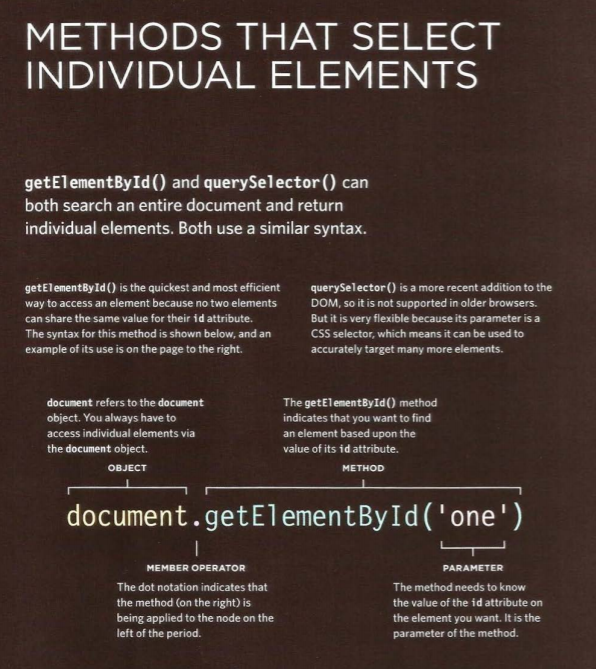 METHODS THAT SELECT
INDIVIDUAL ELEMENTS
getElementById() and querySelector() can
both search an entire document and return
individual elements. Both use a similar syntax.
getElementById() is the quickest and most efficient
way to access an element because no two elements
can share the same value for their id attribute.
The syntax for this method is shown below, and an
example of its use is on the page to the right.
querySelector() is a more recent addition to the
DOM, so it is not supported in older browsers.
But it is very flexible because its parameter is a
CSS selector, which means it can be used to
accurately target many more elements.
document refers to the document
object. You always have to
access individual elements via
the document object.
OBJECT
The getElementById() method
indicates that you want to find
an element based upon the
value of its id attribute.
METHOD
document.getElementById('one')
MEMBER OPERATOR
The dot notation indicates that
the method (on the right) is
being applied to the node on the
left of the period.
PARAMETER
The method needs to know
the value of the id attribute on
the element you want. It is the
parameter of the method.